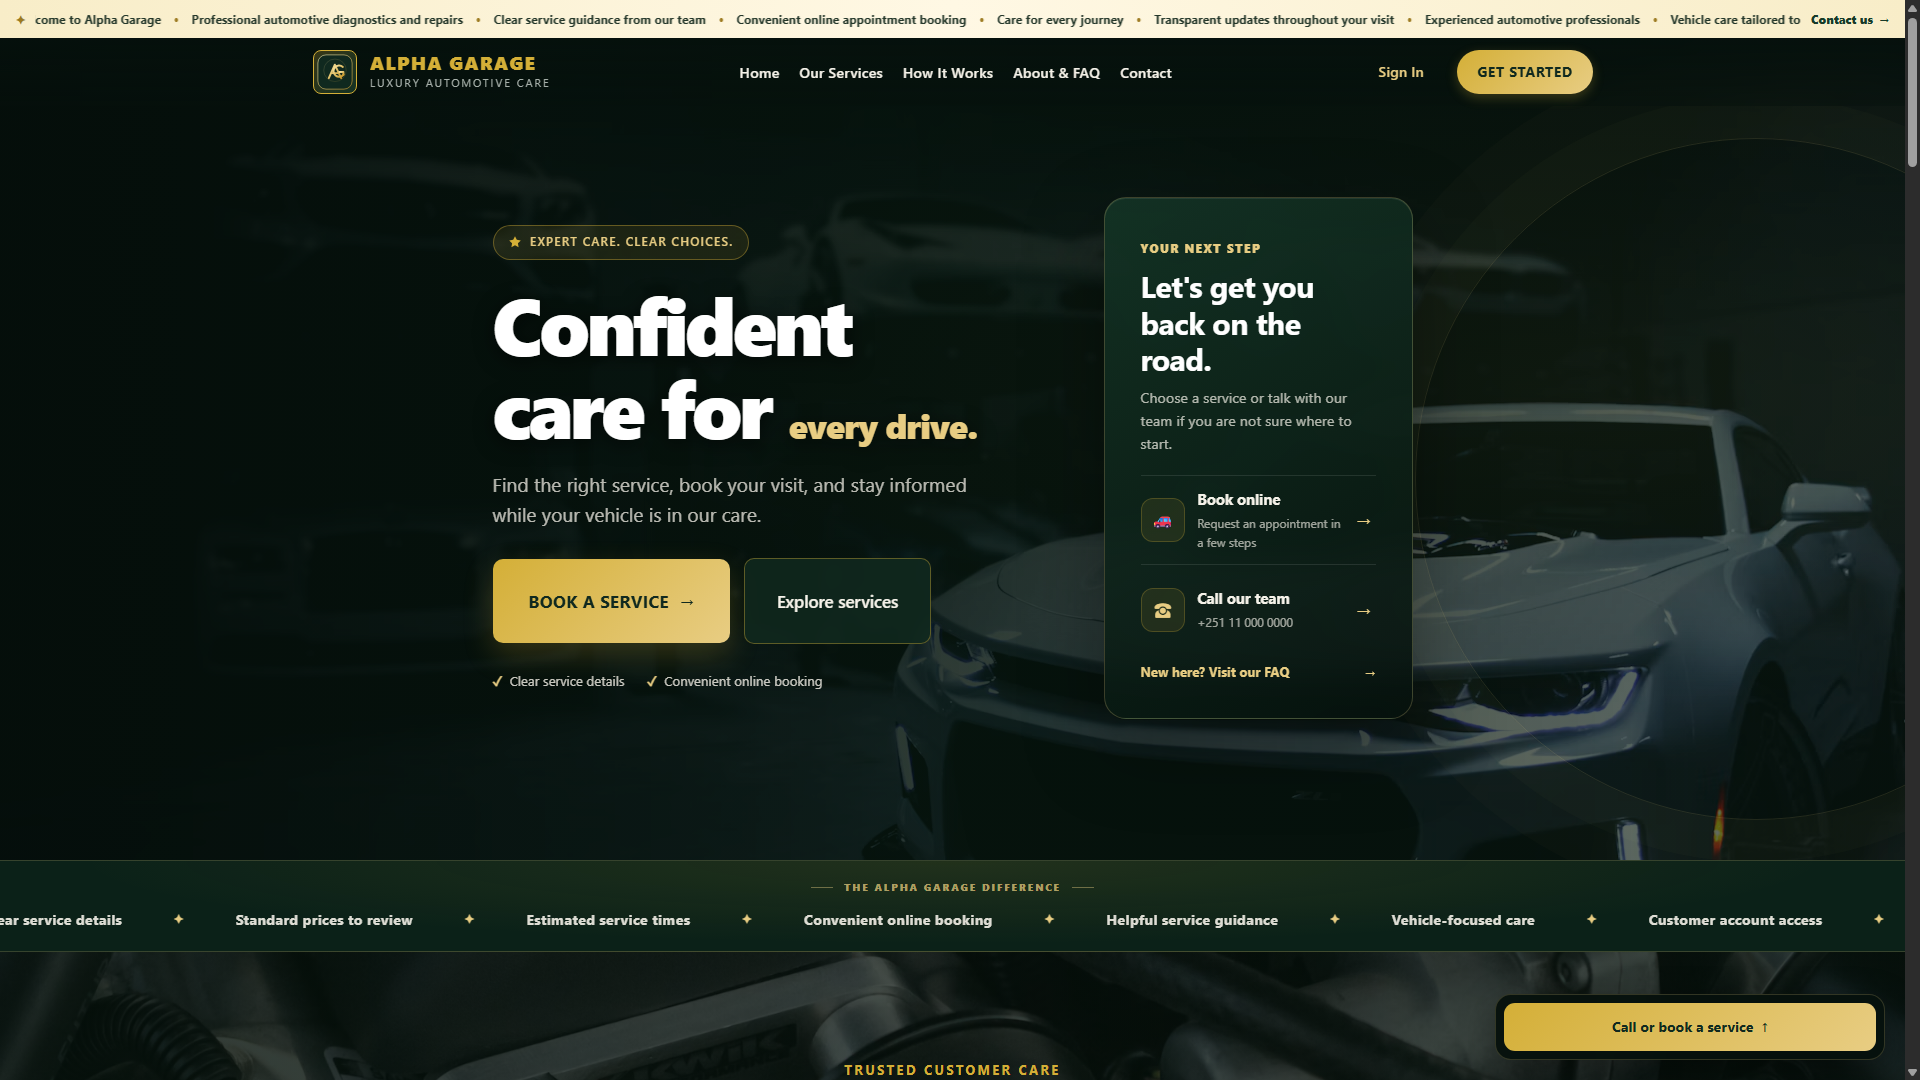 ✦ come to Alpha Garage • Professional automotive diagnostics and repairs • Clear service guidance from our team • Convenient online appointment booking • Care for every journey • Transparent updates throughout your visit • Experienced automotive professionals • Vehicle care tailored to Contact us →
ALPHA GARAGE
LUXURY AUTOMOTIVE CARE
Home Our Services How It Works About & FAQ Contact
Sign In GET STARTED
★ EXPERT CARE. CLEAR CHOICES.
Confident
care for every drive.
Find the right service, book your visit, and stay informed
while your vehicle is in our care.
BOOK A SERVICE →
Explore services
✓ Clear service details ✓ Convenient online booking
YOUR NEXT STEP
Let's get you
back on the
road.
Choose a service or talk with our
team if you are not sure where to
start.
Book online
Request an appointment in
a few steps
→
Call our team
+251 11 000 0000
→
New here? Visit our FAQ →
THE ALPHA GARAGE DIFFERENCE
ear service details ✦ Standard prices to review ✦ Estimated service times ✦ Convenient online booking ✦ Helpful service guidance ✦ Vehicle-focused care ✦ Customer account access ✦
TRUSTED CUSTOMER CARE
Call or book a service ↑